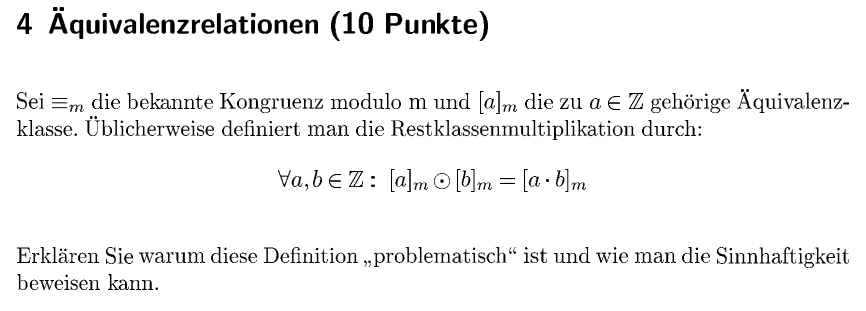 4 Äquivalenzrelationen (10 Punkte)
Sei ≡ₘ die bekannte Kongruenz modulo m und [a]ₘ die zu a ∈ ℤ gehörige Äquivalenz-
klasse. Üblicherweise definiert man die Restklassenmultiplikation durch:
∀a, b ∈ ℤ : [a]ₘ ⊙ [b]ₘ = [a · b]ₘ
Erklären Sie warum diese Definition „problematisch“ ist und wie man die Sinnhaftigkeit
beweisen kann.